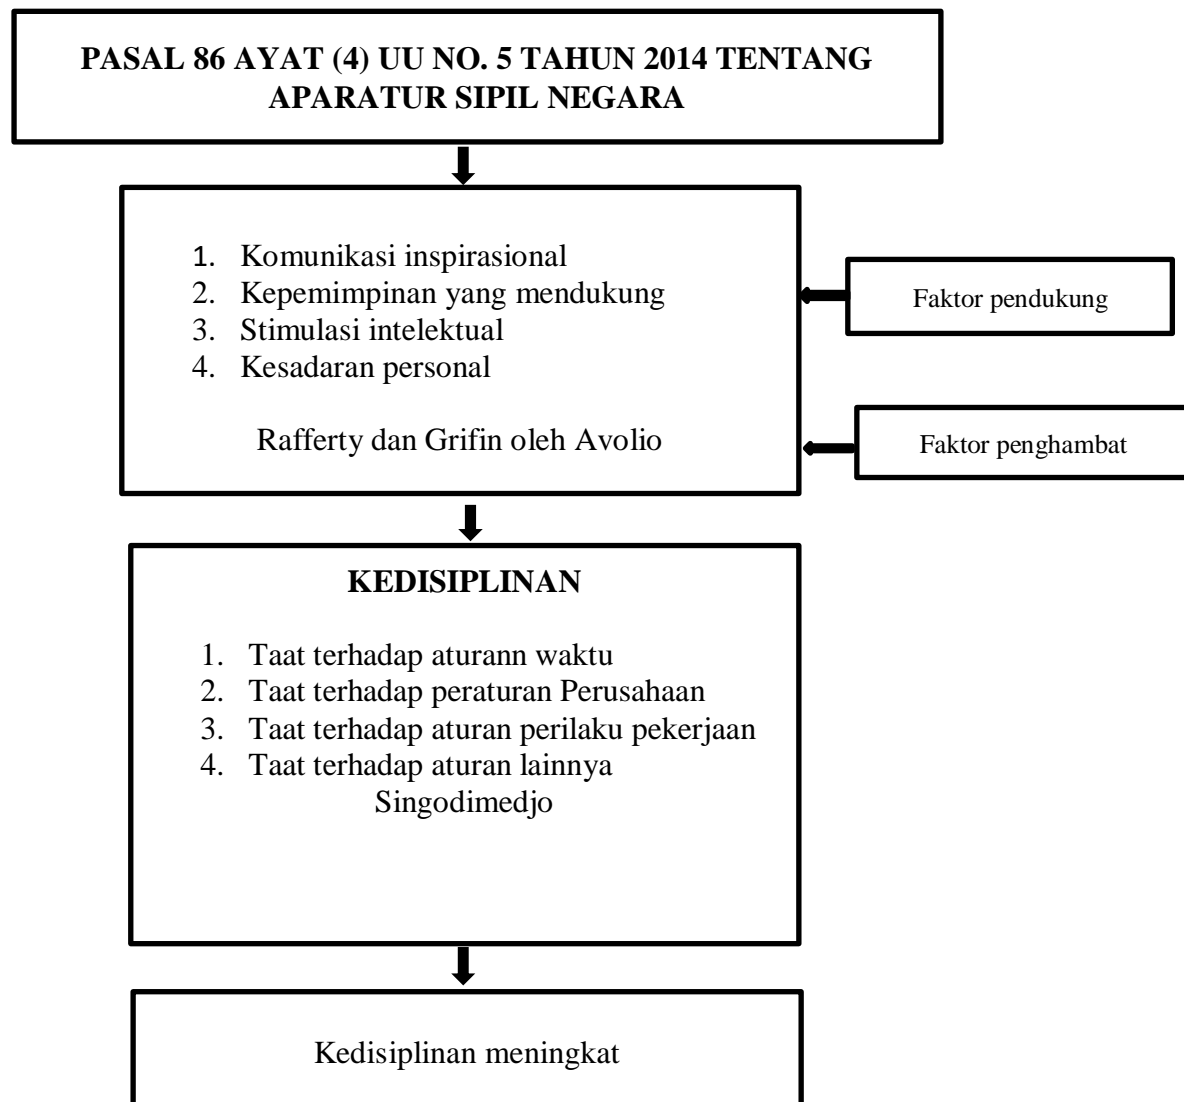 PASAL 86 AYAT (4) UU NO. 5 TAHUN 2014 TENTANG
APARATUR SIPIL NEGARA
1. Komunikasi inspirasional
2. Kepemimpinan yang mendukung
3. Stimulasi intelektual
4. Kesadaran personal
Rafferty dan Grifin oleh Avolio
Faktor pendukung
Faktor penghambat
KEDISIPLINAN
1. Taat terhadap aturann waktu
2. Taat terhadap peraturan Perusahaan
3. Taat terhadap aturan perilaku pekerjaan
4. Taat terhadap aturan lainnya
Singodimedjo
Kedisiplinan meningkat